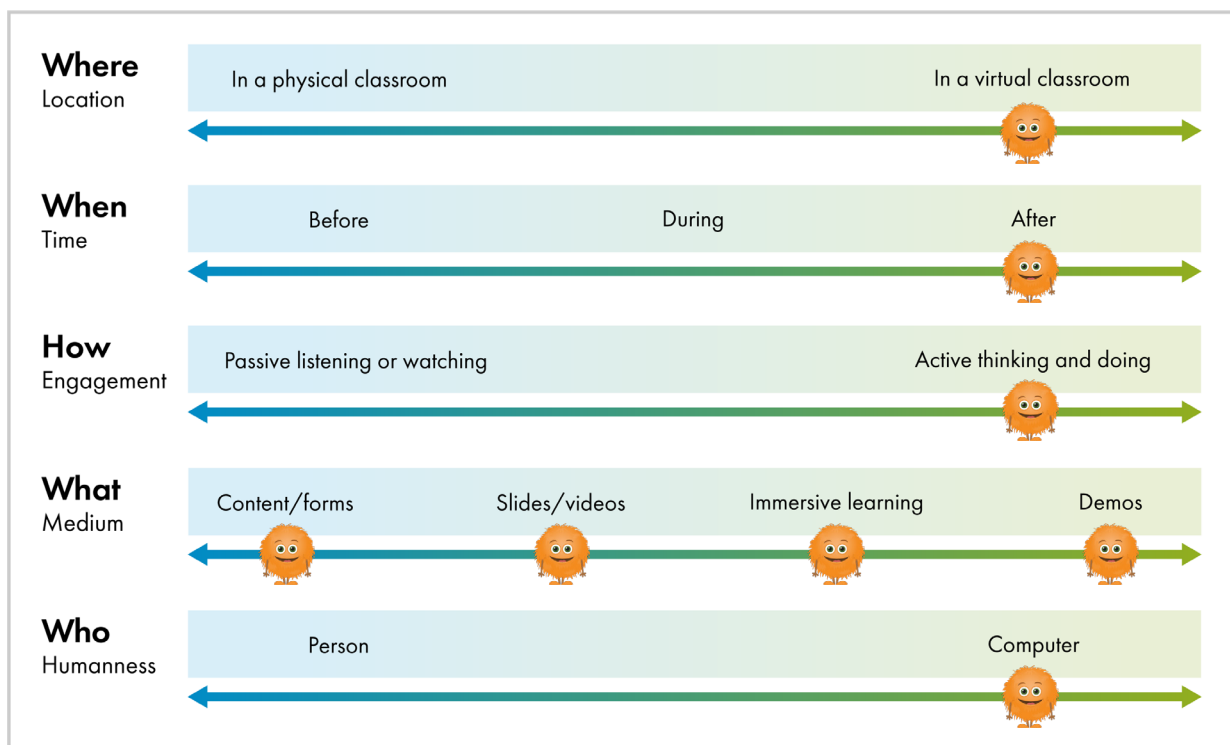 Where
Location
In a physical classroom
In a virtual classroom
When
Time
Before
During
After
How
Engagement
Passive listening or watching
Active thinking and doing
What
Medium
Content/forms
Slides/videos
Immersive learning
Demos
Who
Humanness
Person
Computer